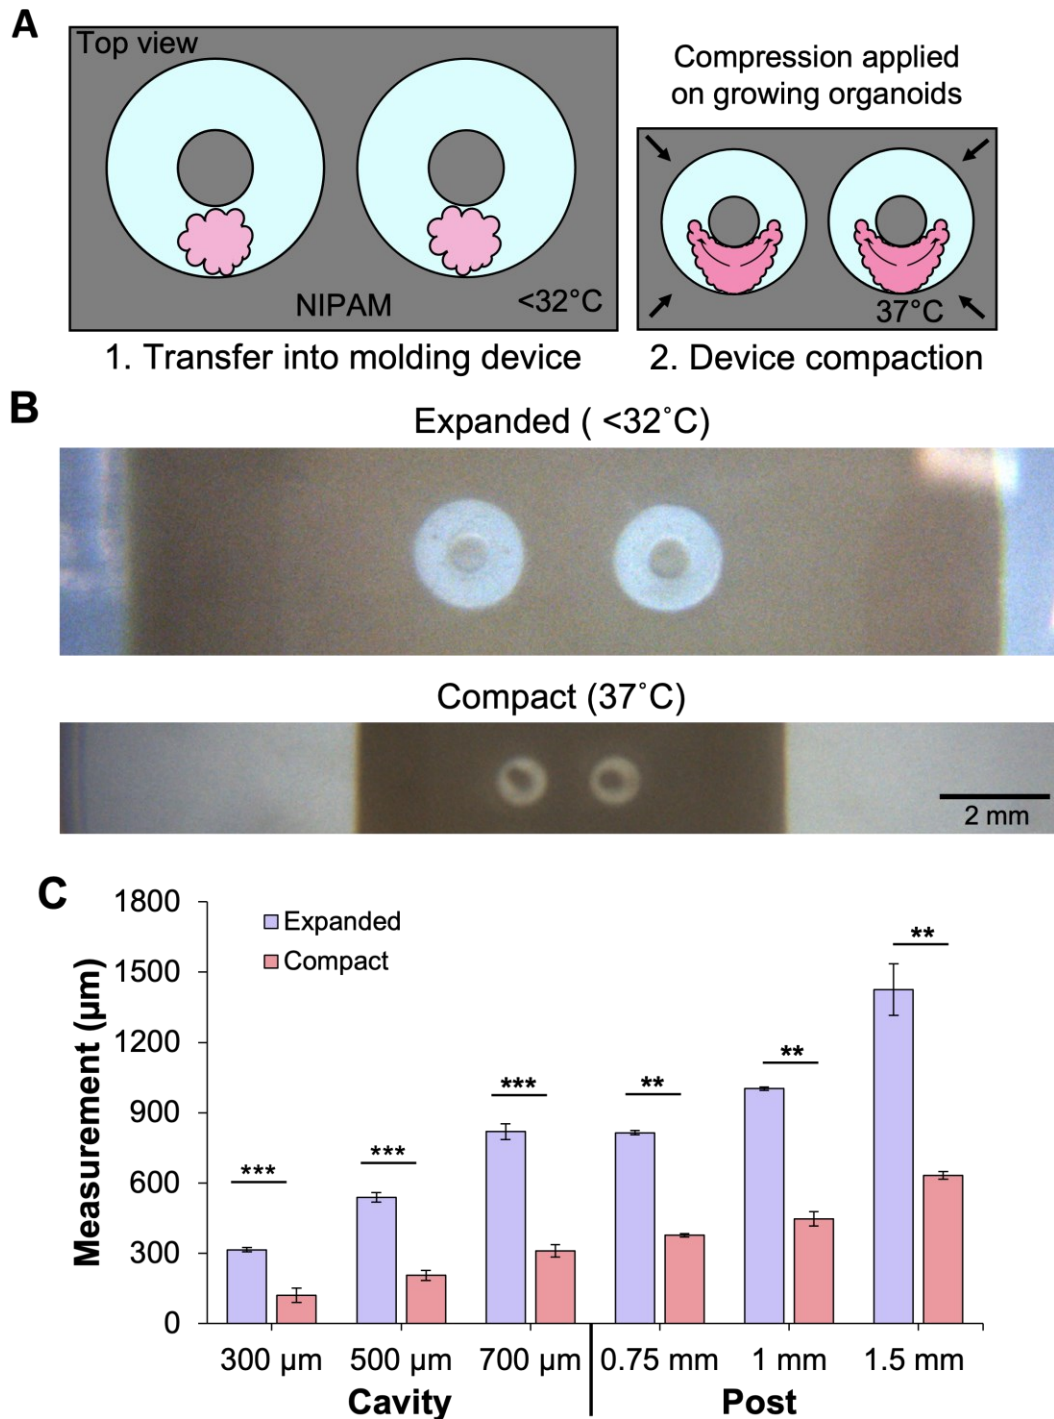 A
Top view
NIPAM
<32°C
1. Transfer into molding device
Compression applied
on growing organoids
37°C
2. Device compaction
B
Expanded ( <32˚C)
Compact (37˚C)
2 mm
C
Measurement (µm)
1800
1500
1200
900
600
300
0
Expanded
Compact
***
***
***
**
**
**
300 µm
500 µm
700 µm
0.75 mm
1 mm
1.5 mm
Cavity
Post